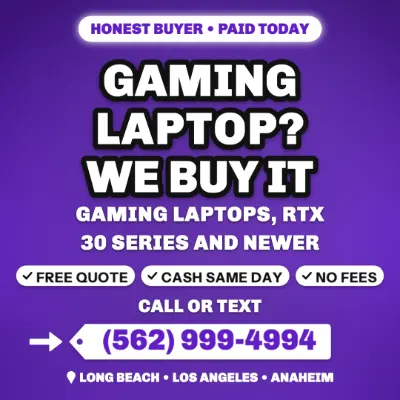 HONEST BUYER • PAID TODAY
GAMING
LAPTOP?
WE BUY IT
GAMING LAPTOPS, RTX
30 SERIES AND NEWER
✓ FREE QUOTE ✓ CASH SAME DAY ✓ NO FEES
CALL OR TEXT
(562) 999-4994
LONG BEACH • LOS ANGELES • ANAHEIM